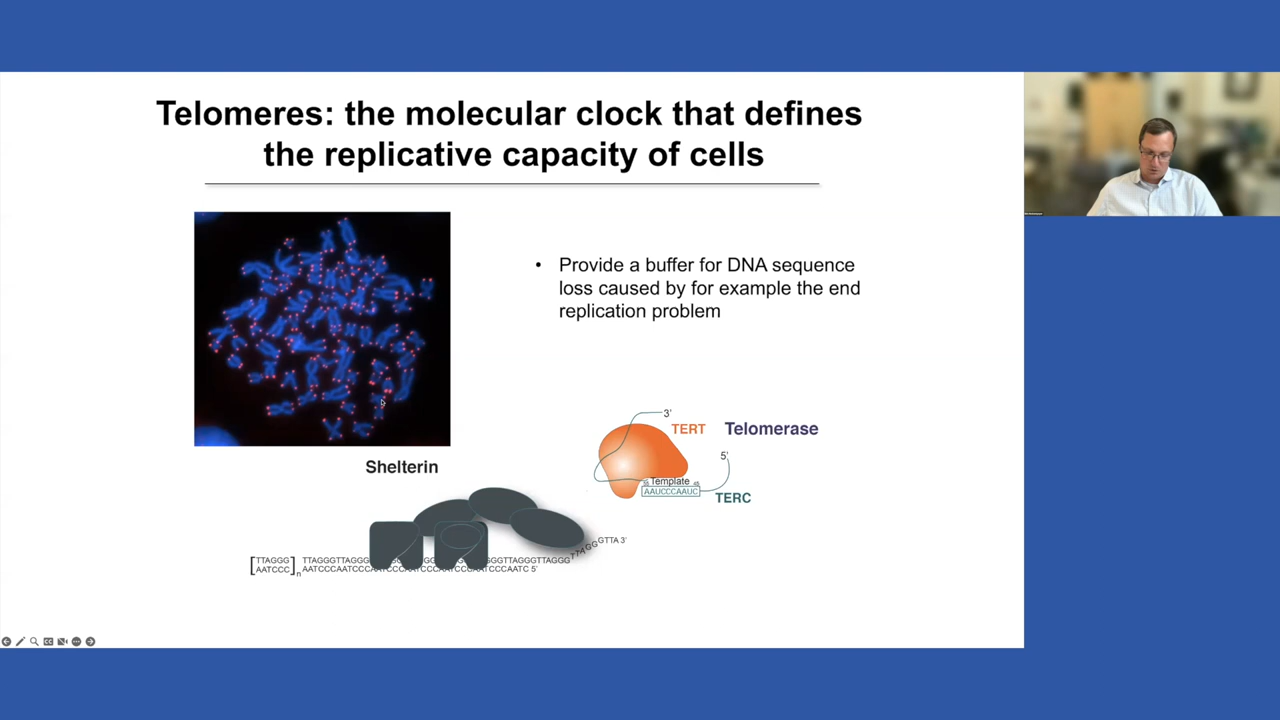 Telomeres: the molecular clock that defines
the replicative capacity of cells
• Provide a buffer for DNA sequence
loss caused by for example the end
replication problem
3'
TERT Telomerase
5'
Template
AAUCCCAAUC
TERC
Shelterin
TTAGGG
AATCCC
n
TTAGGGTTAGGG
GGTTAGGGTTAGGG
TTAGGGTTA 3'
AATCCCAATCCCAATCCCAATCCCAATCCCAATCCCAATC 5'